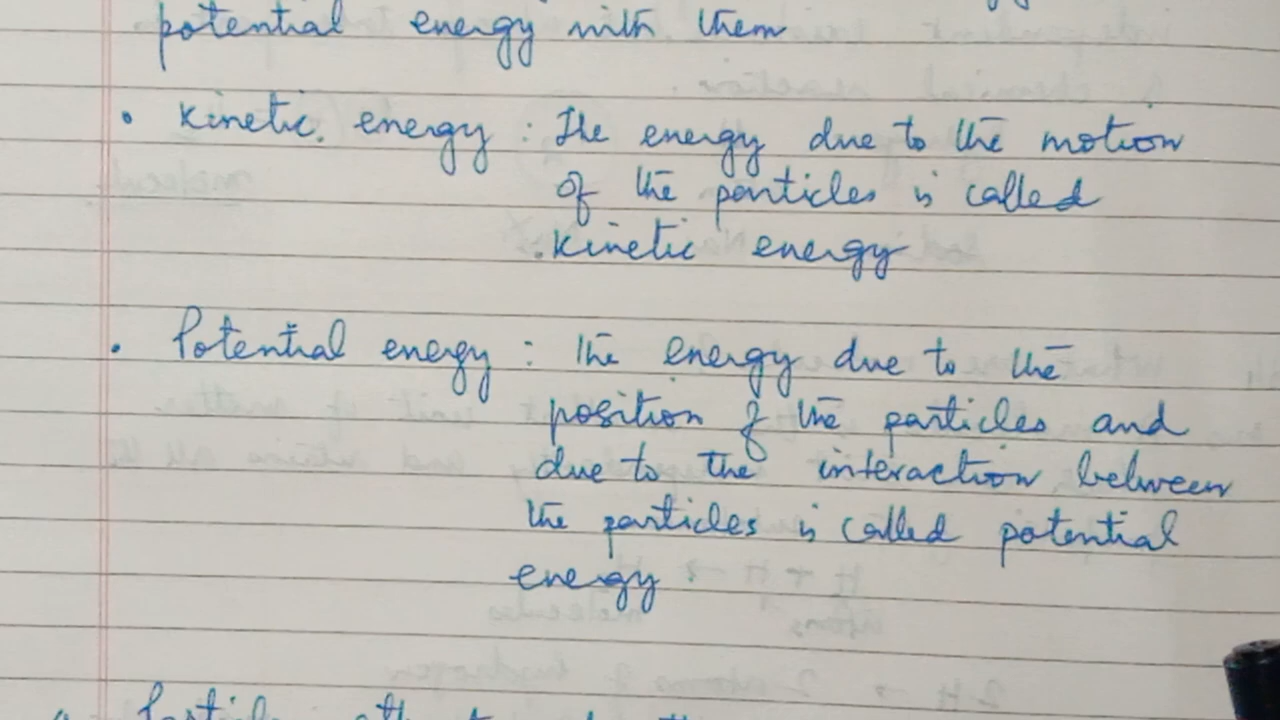 potential energy with them
• Kinetic energy : The energy due to the motion
of the particles is called
kinetic energy
• Potential energy : The energy due to the
position of the particles and
due to the interaction between
the particles is called potential
energy